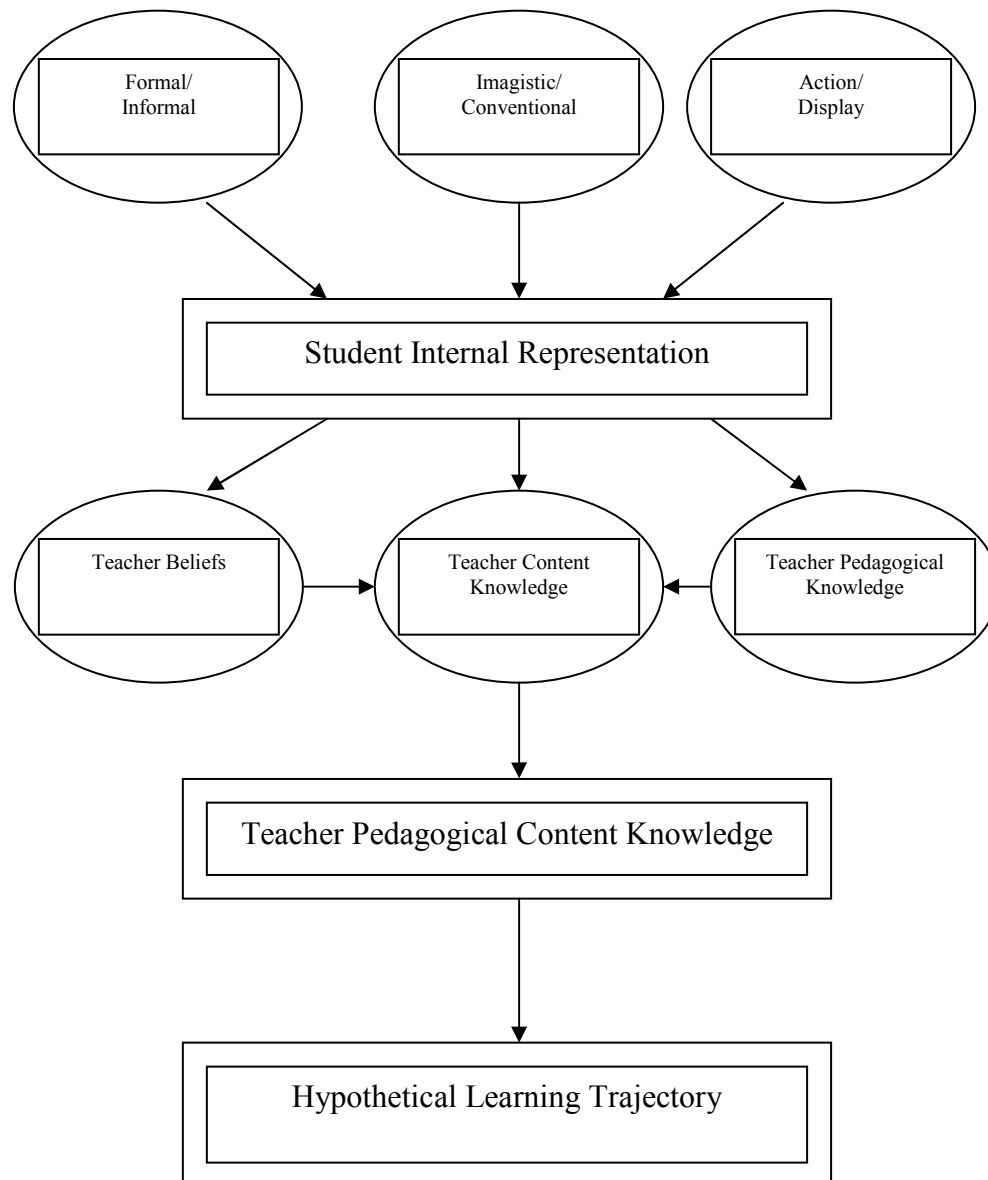 Formal/
Informal
Imagistic/
Conventional
Action/
Display
Student Internal Representation
Teacher Beliefs
Teacher Content
Knowledge
Teacher Pedagogical
Knowledge
Teacher Pedagogical Content Knowledge
Hypothetical Learning Trajectory